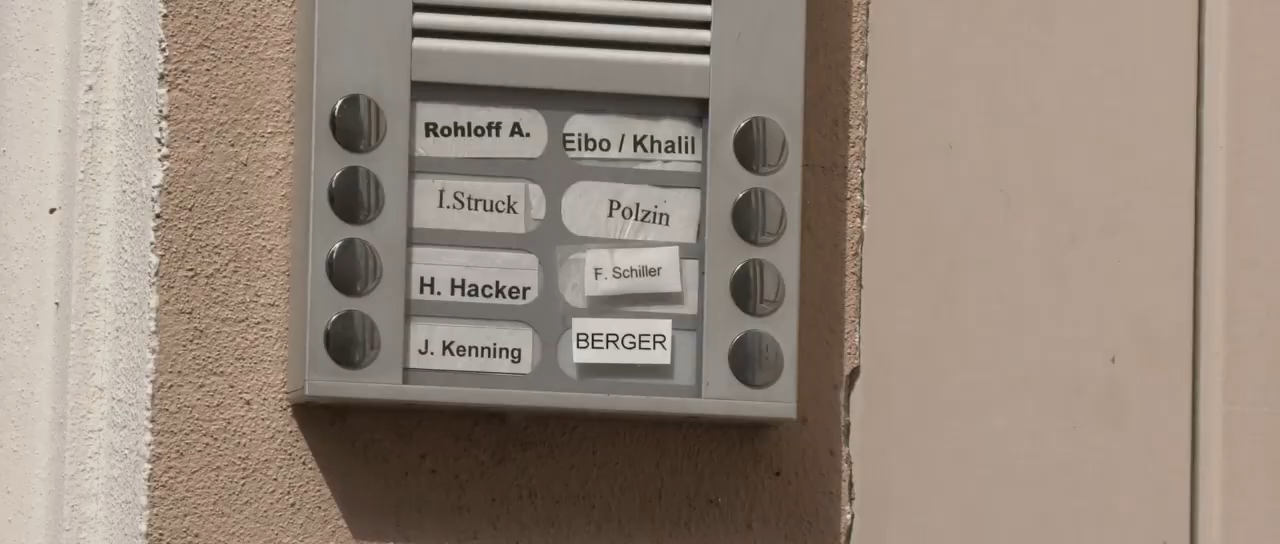 Rohloff A.
Eibo / Khalil
I.Struck
Polzin
H. Hacker
F. Schiller
J. Kenning
BERGER